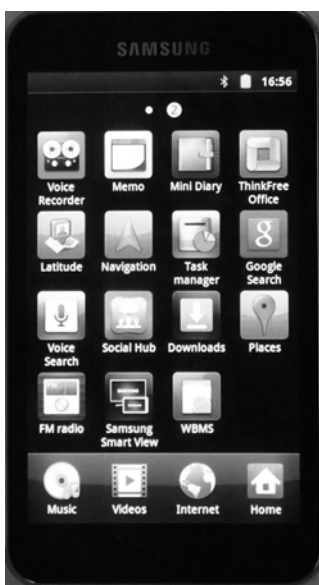 SAMSUNG
16:56
2
Voice Recorder
Memo
Mini Diary
ThinkFree Office
Latitude
Navigation
Task manager
8
Google Search
Voice Search
Social Hub
Downloads
Places
FM radio
Samsung Smart View
WBMS
Music
Videos
Internet
Home